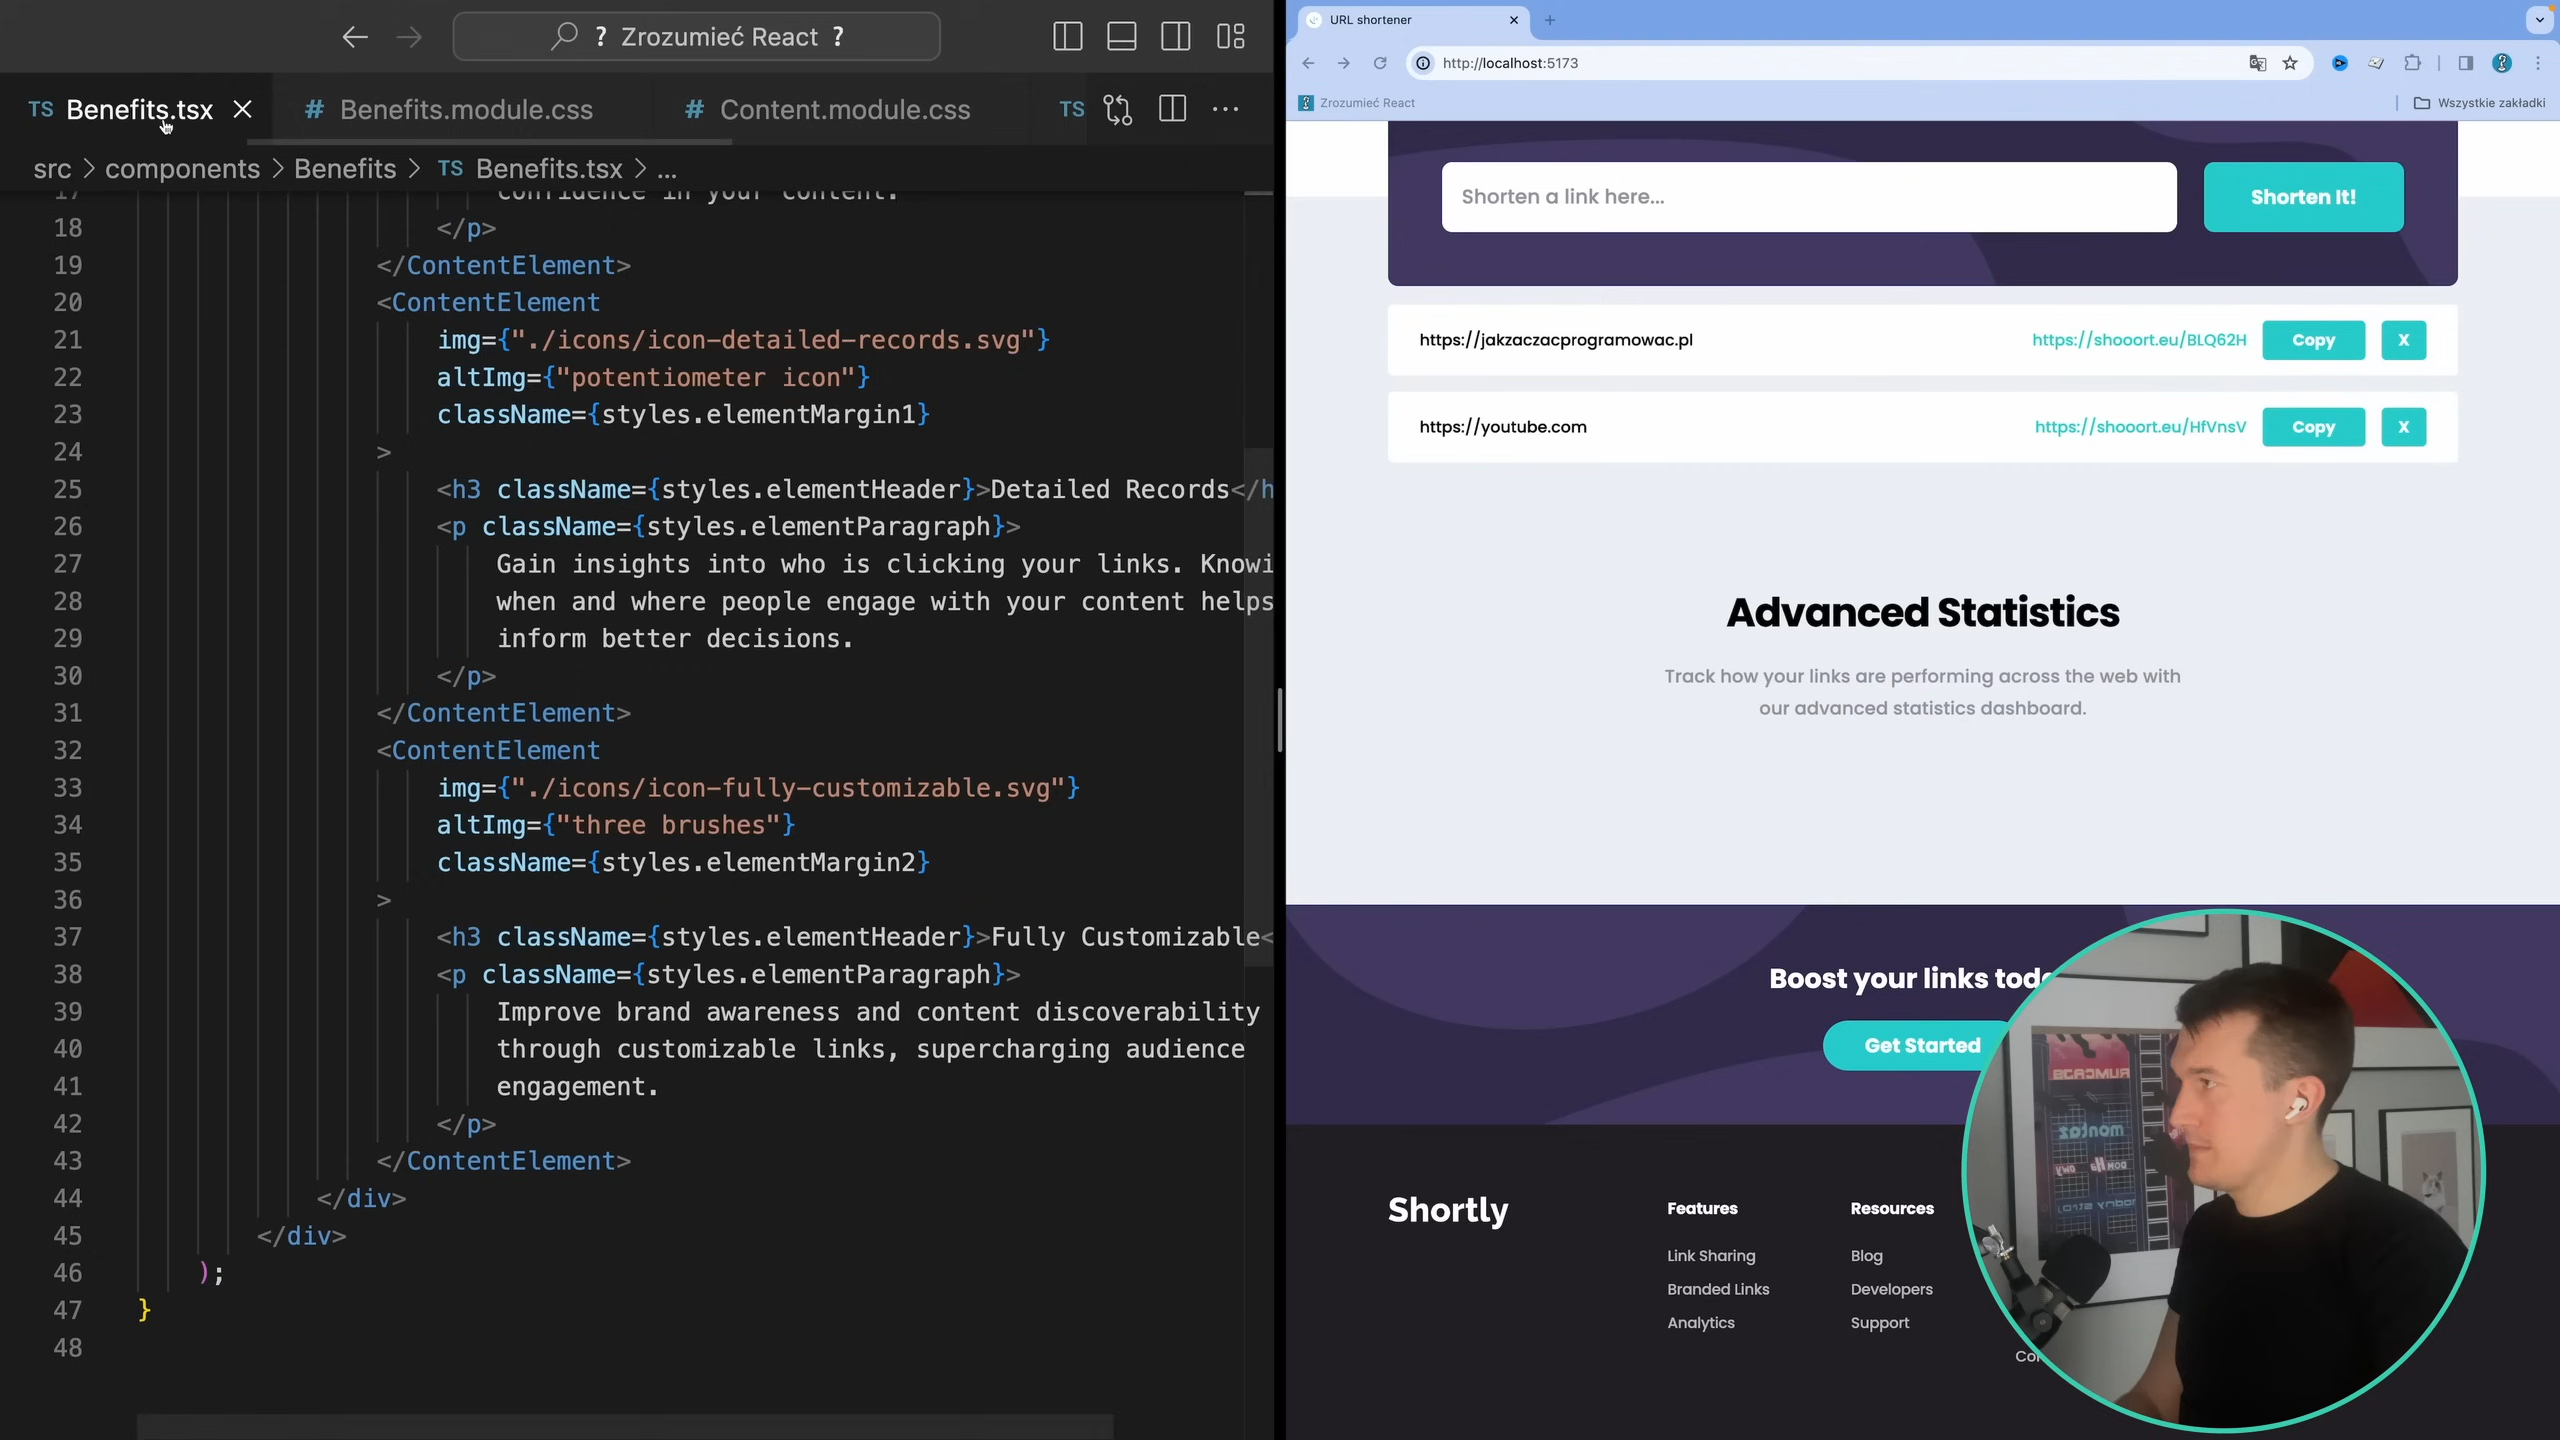 ? Zrozumieć React ?
TS Benefits.tsx
# Benefits.module.css
# Content.module.css
TS
src > components > Benefits > TS Benefits.tsx > ...
17 confidence in your content.
18 </p>
19 </ContentElement>
20 <ContentElement
21 img={"./icons/icon-detailed-records.svg"}
22 altImg={"potentiometer icon"}
23 className={styles.elementMargin1}
24 >
25 <h3 className={styles.elementHeader}>Detailed Records</h
26 <p className={styles.elementParagraph}>
27 Gain insights into who is clicking your links. Knowi
28 when and where people engage with your content helps
29 inform better decisions.
30 </p>
31 </ContentElement>
32 <ContentElement
33 img={"./icons/icon-fully-customizable.svg"}
34 altImg={"three brushes"}
35 className={styles.elementMargin2}
36 >
37 <h3 className={styles.elementHeader}>Fully Customizable<
38 <p className={styles.elementParagraph}>
39 Improve brand awareness and content discoverability
40 through customizable links, supercharging audience
41 engagement.
42 </p>
43 </ContentElement>
44 </div>
45 </div>
46 );
47 }
48
URL shortener
http://localhost:5173
Zrozumieć React
Wszystkie zakładki
Shorten a link here...
Shorten It!
https://jakzaczacprogramowac.pl
https://shooort.eu/BLQ62H
Copy
X
https://youtube.com
https://shooort.eu/HfVnsV
Copy
X
Advanced Statistics
Track how your links are performing across the web with
our advanced statistics dashboard.
Boost your links tod
Get Started
Shortly
Features
Link Sharing
Branded Links
Analytics
Resources
Blog
Developers
Support